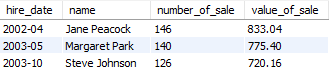 hire_date name number_of_sale value_of_sale
2002-04 Jane Peacock 146 833.04
2003-05 Margaret Park 140 775.40
2003-10 Steve Johnson 126 720.16